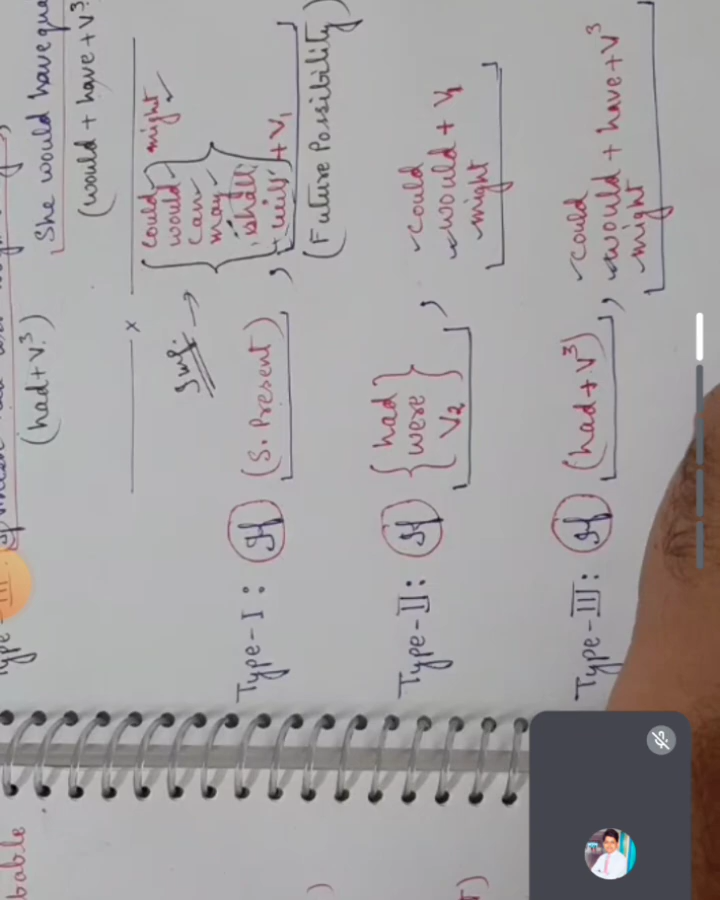 She would have
(had+V³)
(would + have + V³)
x
Imp. →
could might ✓
would
can
may
shall
will + V₁
Type-I: If (S. Present) ,
(Future Possibility)
Type-II: If { had were V₂ } ,
could
would + V₁
might
Type-III: If (had+V³) ,
could
would + have + V³
might
bable